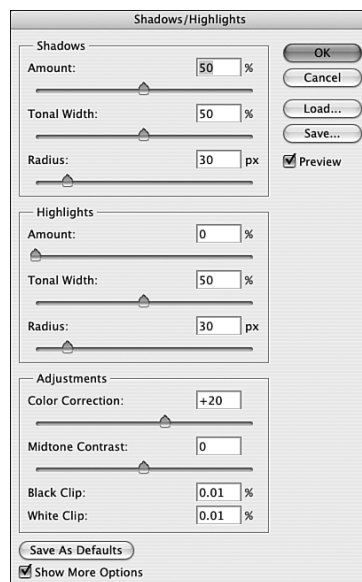 Shadows/Highlights
Shadows
Amount: 50 %
Tonal Width: 50 %
Radius: 30 px
Highlights
Amount: 0 %
Tonal Width: 50 %
Radius: 30 px
Adjustments
Color Correction: +20
Midtone Contrast: 0
Black Clip: 0.01 %
White Clip: 0.01 %
Save As Defaults
Show More Options
OK
Cancel
Load...
Save...
Preview